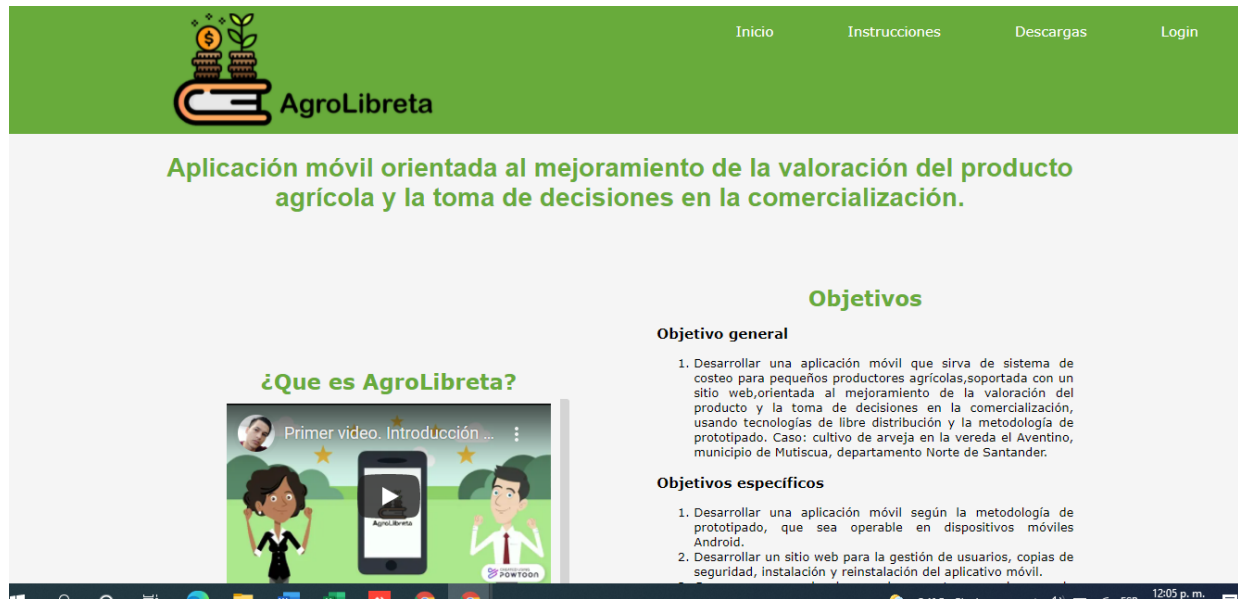 Inicio Instrucciones Descargas Login
AgroLibreta
Aplicación móvil orientada al mejoramiento de la valoración del producto
agrícola y la toma de decisiones en la comercialización.
¿Que es AgroLibreta?
Primer video. Introducción ...
AgroLibreta
POWTOON
Objetivos
Objetivo general
1. Desarrollar una aplicación móvil que sirva de sistema de
costeo para pequeños productores agrícolas,soportada con un
sitio web,orientada al mejoramiento de la valoración del
producto y la toma de decisiones en la comercialización,
usando tecnologías de libre distribución y la metodología de
prototipado. Caso: cultivo de arveja en la vereda el Aventino,
municipio de Mutiscua, departamento Norte de Santander.
Objetivos específicos
1. Desarrollar una aplicación móvil según la metodología de
prototipado, que sea operable en dispositivos móviles
Android.
2. Desarrollar un sitio web para la gestión de usuarios, copias de
seguridad, instalación y reinstalación del aplicativo móvil.
12:05 p. m.